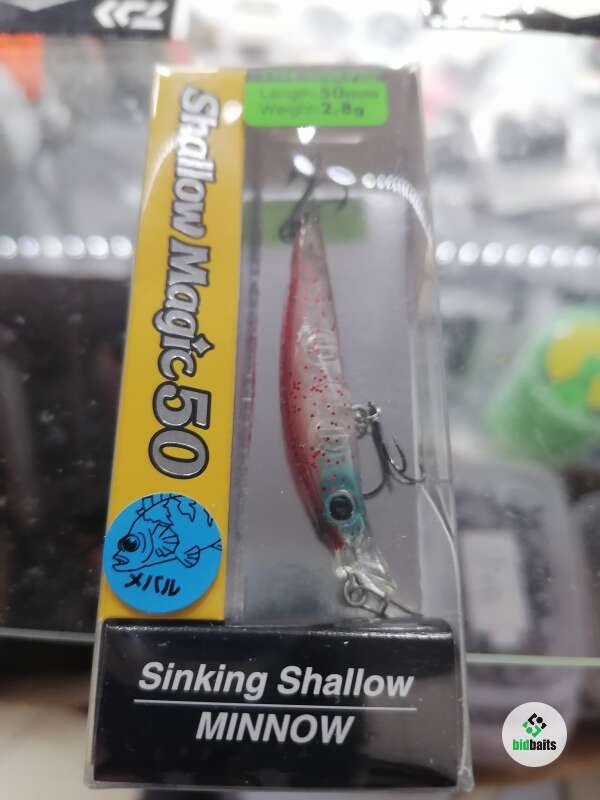 Length:50mm
Weight:2.8g
Shallow Magic 50
メバル
Sinking Shallow
MINNOW
bidbaits